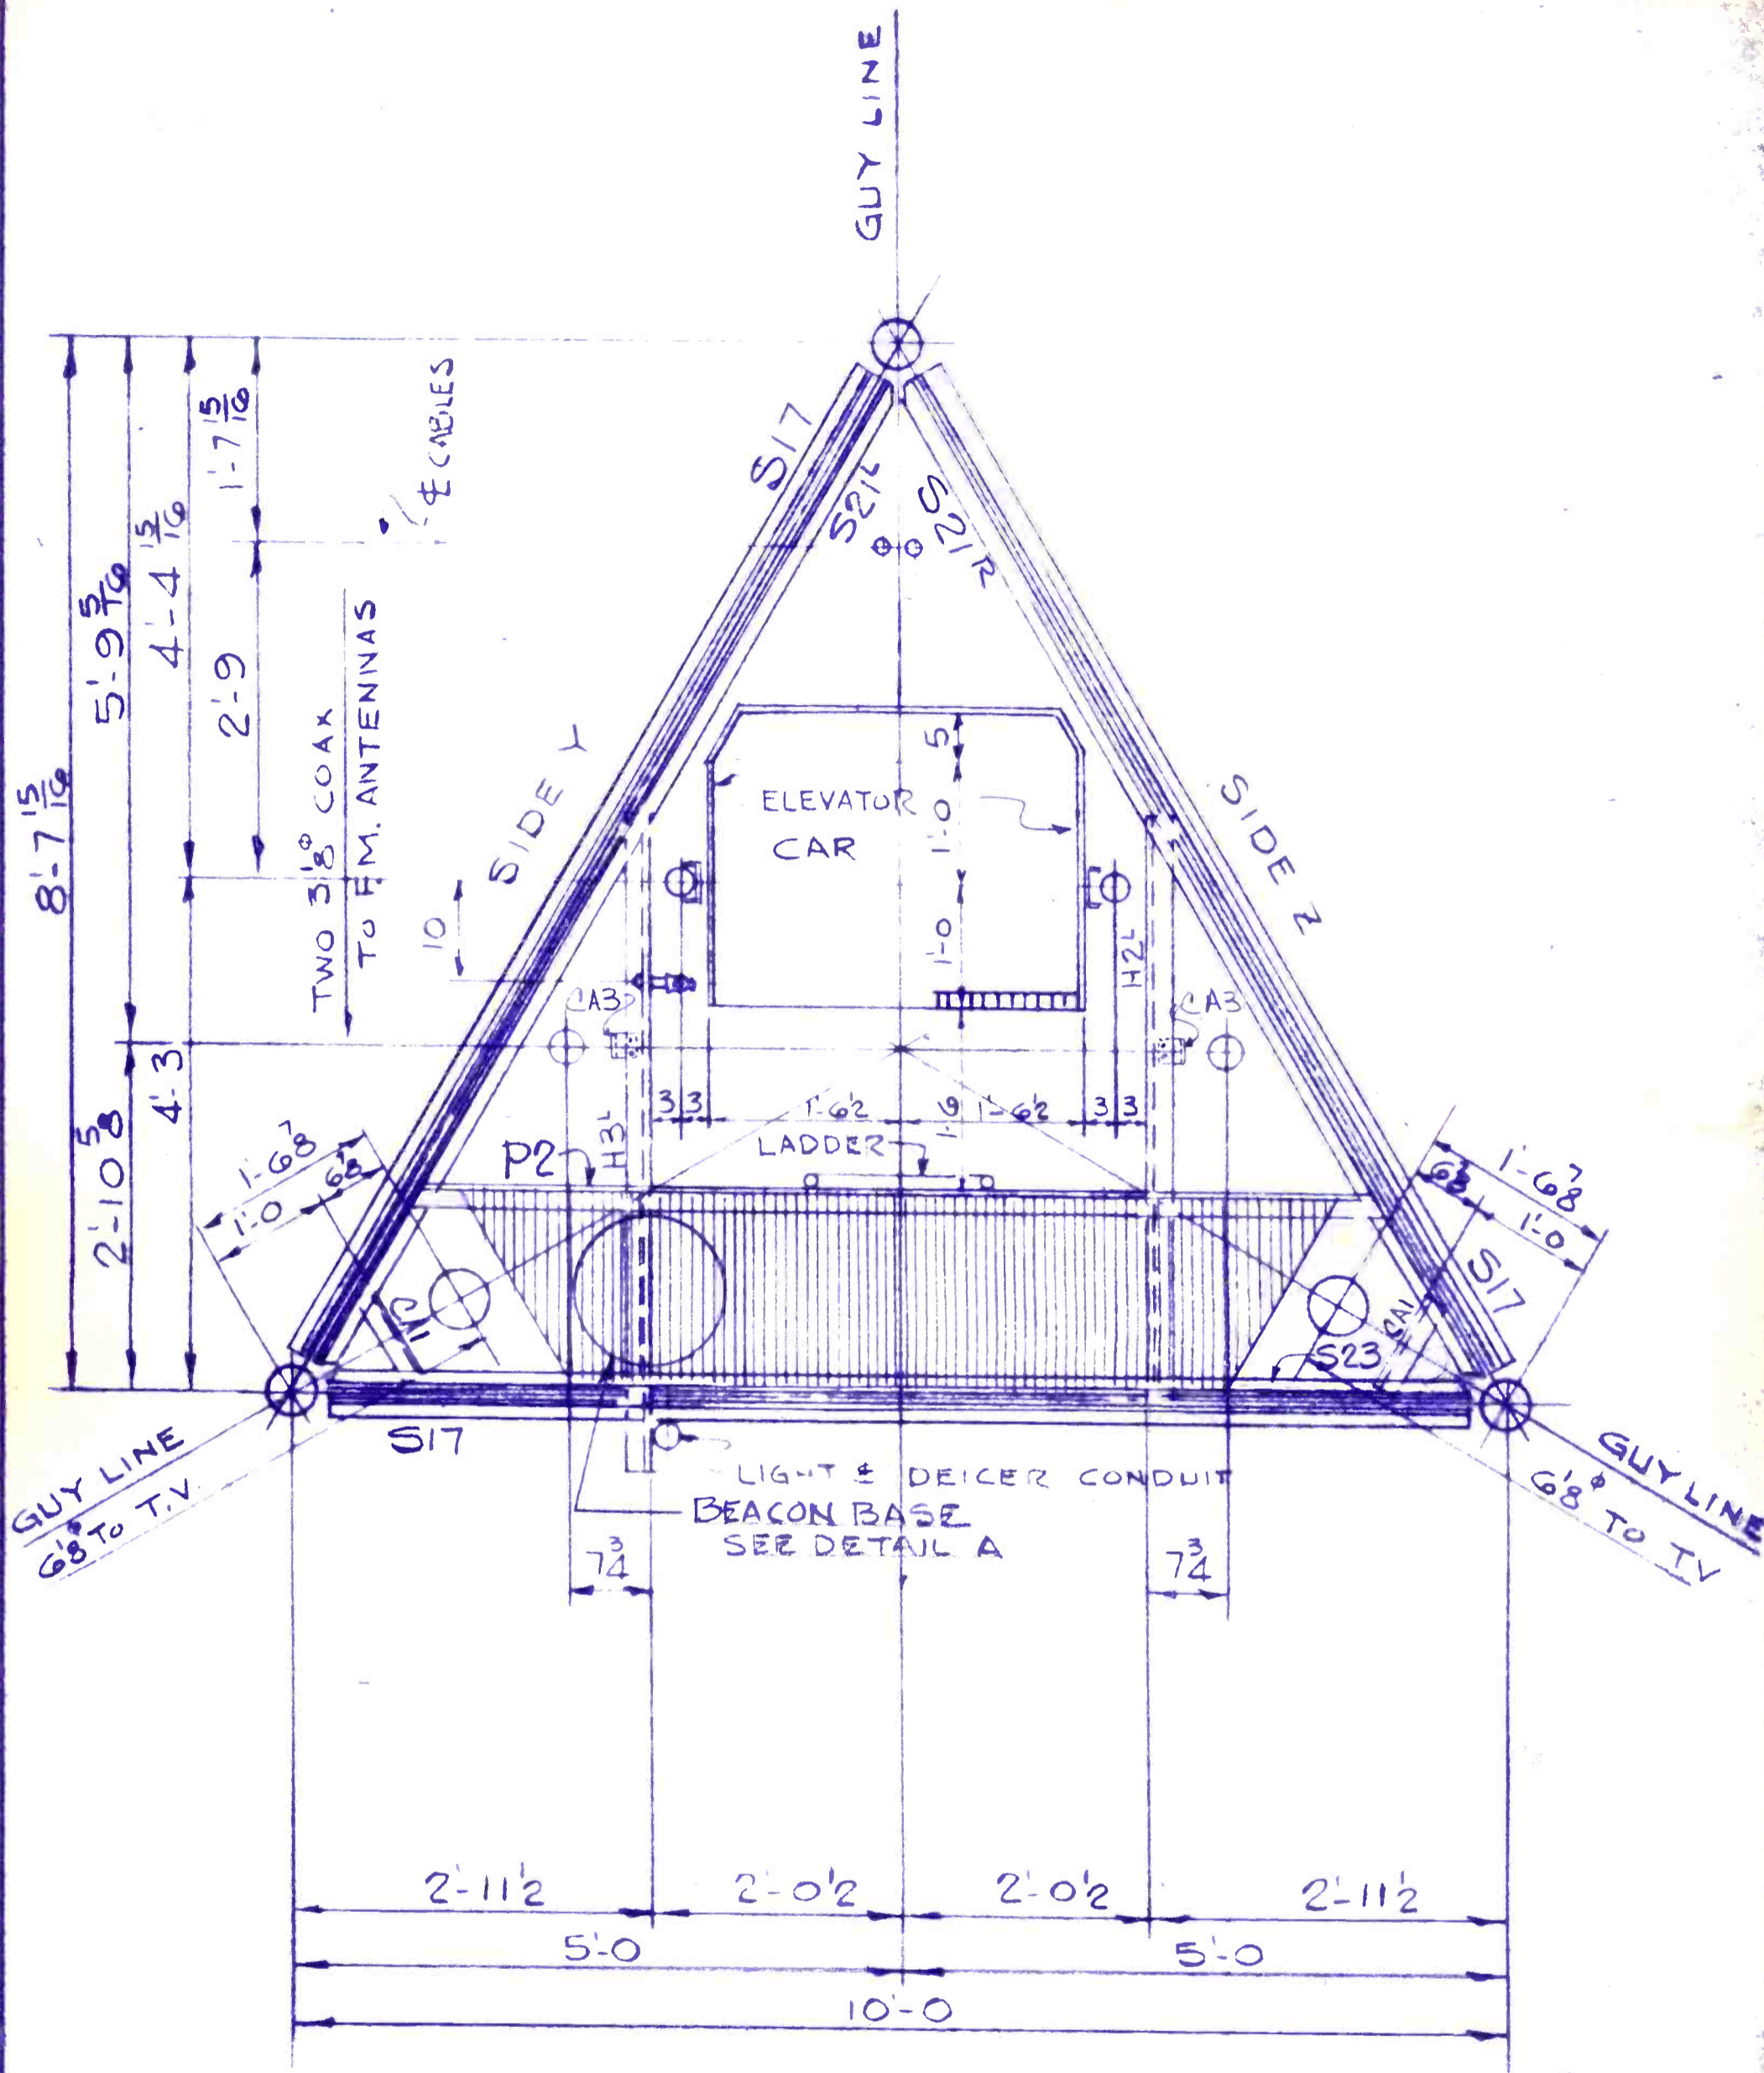 GUY LINE
S17
S21L
S21R
¢ CABLES
1'-7 15/16
4'-4 15/16
5'-9 5/16
2'-9
8'-7 15/16
TWO 3 1/8 ø COAX
TO F.M. ANTENNAS
SIDE Y
SIDE Z
5
ELEVATOR
CAR
1'-0
1'-0
10
H2L
CA3
CA3
4'-3
2'-10 5/8
3
3
1'-6 1/2
1'-9
1'-6 1/2
3
3
H3L
P2
LADDER
1'-6 7/8
6 7/8
1'-0
1'-6 7/8
6 7/8
1'-0
CA1
CA1
S17
S23
S17
GUY LINE
6 1/8 ø TO T.V.
LIGHT & DEICER CONDUIT
BEACON BASE
SEE DETAIL A
GUY LINE
6 1/8 ø TO TV
7 3/4
7 3/4
2'-11 1/2
2'-0 1/2
2'-0 1/2
2'-11 1/2
5'-0
5'-0
10'-0